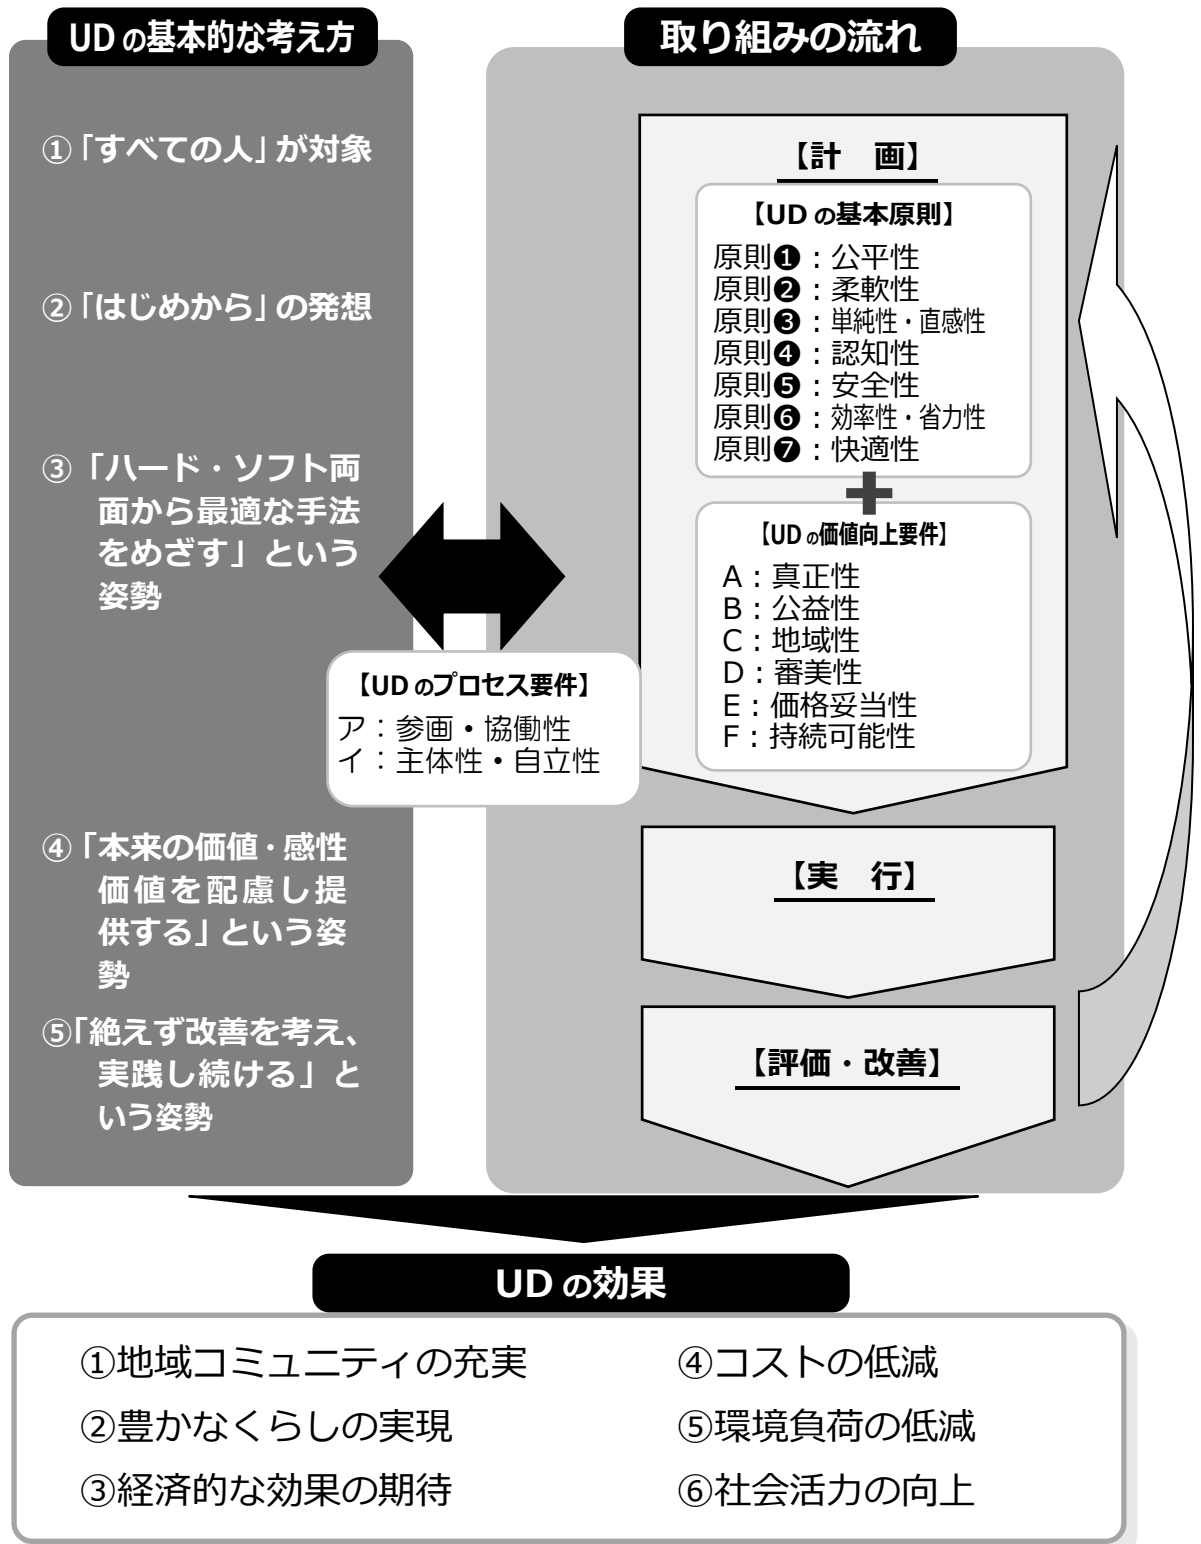 UDの基本的な考え方
①「すべての人」が対象
②「はじめから」の発想
③「ハード・ソフト両
面から最適な手法
をめざす」という
姿勢
④「本来の価値・感性
価値を配慮し提
供する」という姿
勢
⑤「絶えず改善を考え、
実践し続ける」と
いう姿勢
【UDのプロセス要件】
ア：参画・協働性
イ：主体性・自立性
取り組みの流れ
【計　画】
【UDの基本原則】
原則❶：公平性
原則❷：柔軟性
原則❸：単純性・直感性
原則❹：認知性
原則❺：安全性
原則❻：効率性・省力性
原則❼：快適性
【UDの価値向上要件】
A：真正性
B：公益性
C：地域性
D：審美性
E：価格妥当性
F：持続可能性
【実　行】
【評価・改善】
UDの効果
①地域コミュニティの充実
②豊かなくらしの実現
③経済的な効果の期待
④コストの低減
⑤環境負荷の低減
⑥社会活力の向上